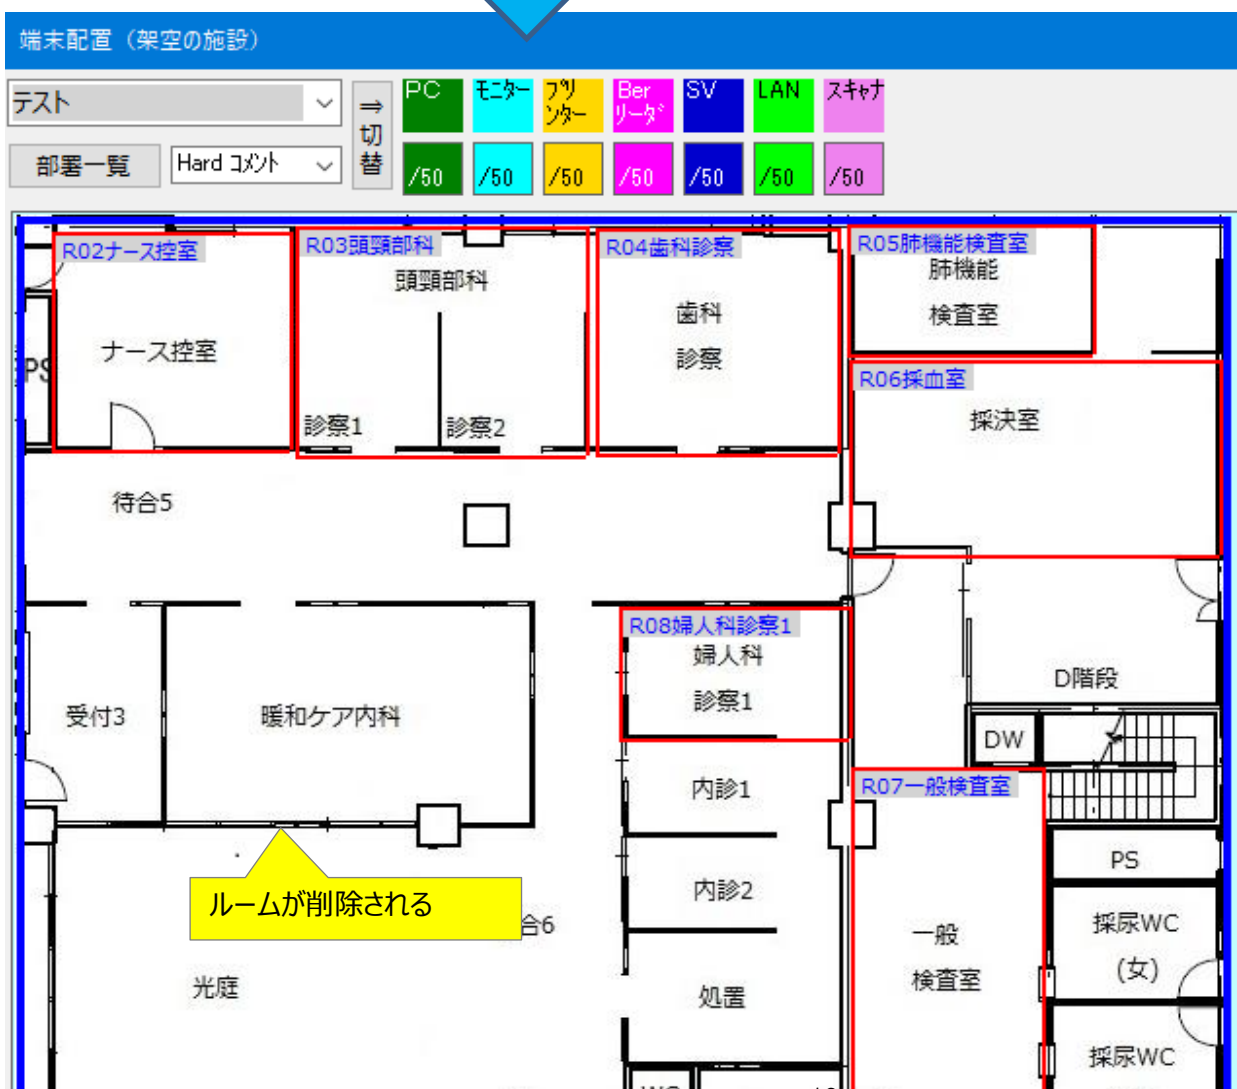 端末配置（架空の施設）
テスト
⇒
切
替
PC
モニター
プリ
ンター
Ber
リーダ
SV
LAN
スキャナ
部署一覧
Hard コメント
/50
/50
/50
/50
/50
/50
/50
R02ナース控室
R03頭頸部科
R04歯科診察
R05肺機能検査室
頭頸部科
肺機能
検査室
歯科
診察
ナース控室
PS
R06採血室
採決室
診察1
診察2
待合5
R08婦人科診察1
婦人科
診察1
D階段
受付3
暖和ケア内科
DW
内診1
R07一般検査室
PS
ルームが削除される
内診2
合6
一般
検査室
採尿WC
(女)
光庭
処置
採尿WC